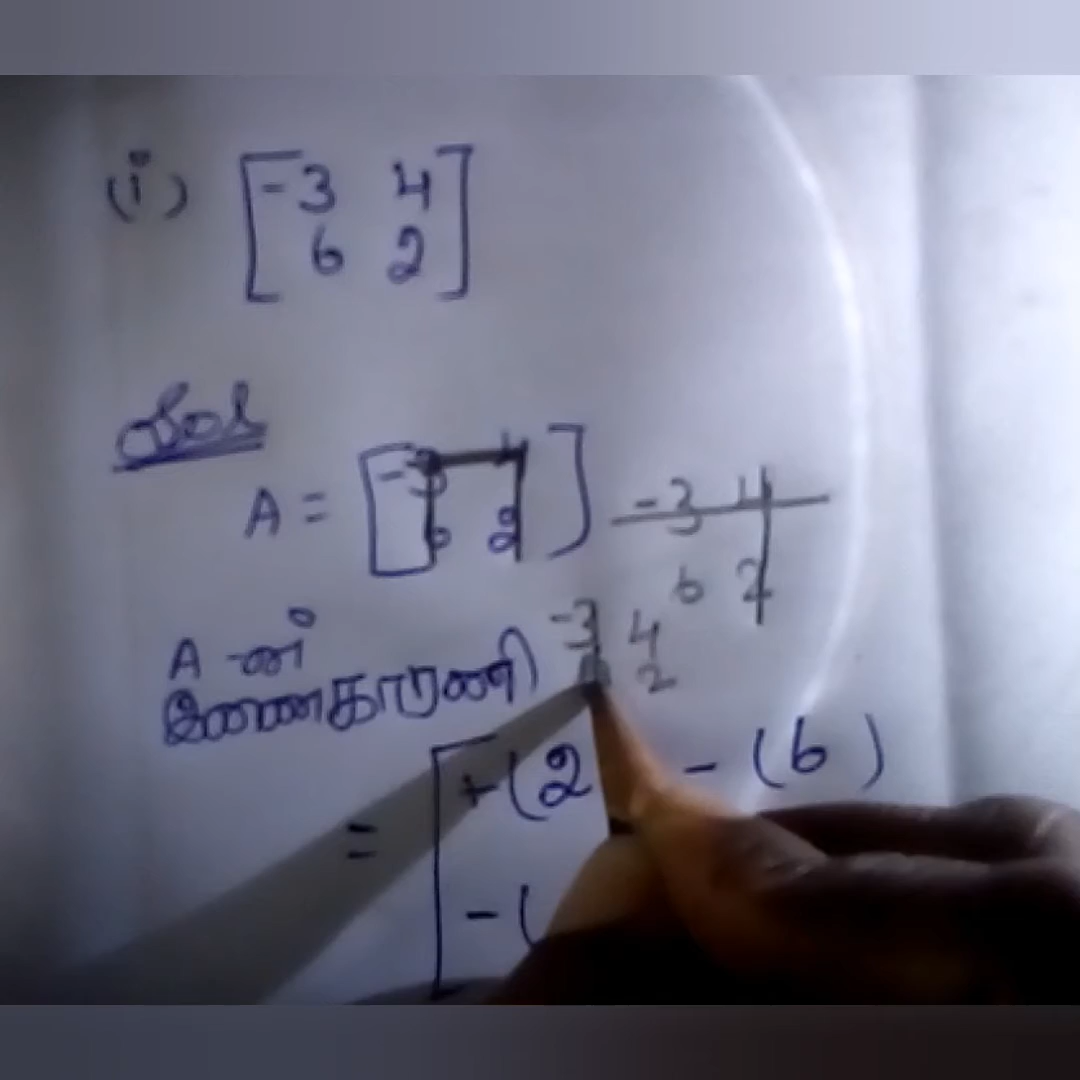 (i) [-3 4
6 2]
Sol
A = [-3 4
6 2] -3 4
6 2
A -ன்
இணைகாரணி -3 4
2
= [+(2 -(6)
-(